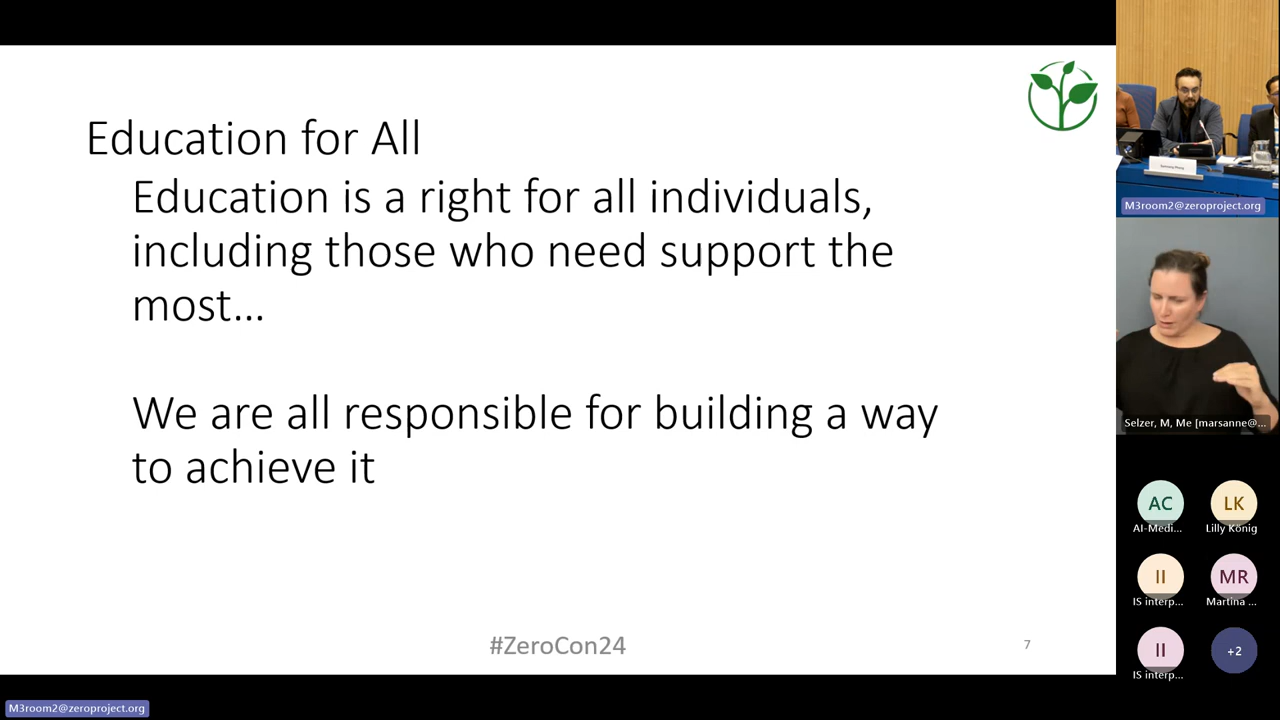 Education for All
Education is a right for all individuals,
including those who need support the
most...
We are all responsible for building a way
to achieve it
#ZeroCon24
7
M3room2@zeroproject.org
Selzer, M, Me [marsanne@...
AC
AI-Medi...
LK
Lilly König
II
IS interp...
MR
Martina ...
II
IS interp...
+2
M3room2@zeroproject.org